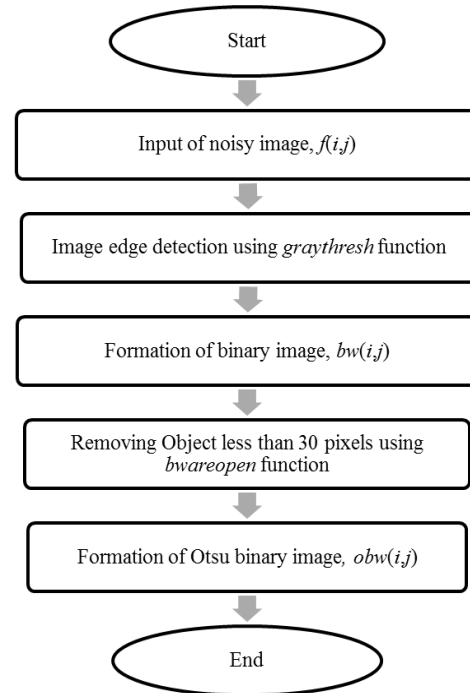 Start
Input of noisy image, f(i,j)
Image edge detection using graythresh function
Formation of binary image, bw(i,j)
Removing Object less than 30 pixels using
bwareopen function
Formation of Otsu binary image, obw(i,j)
End